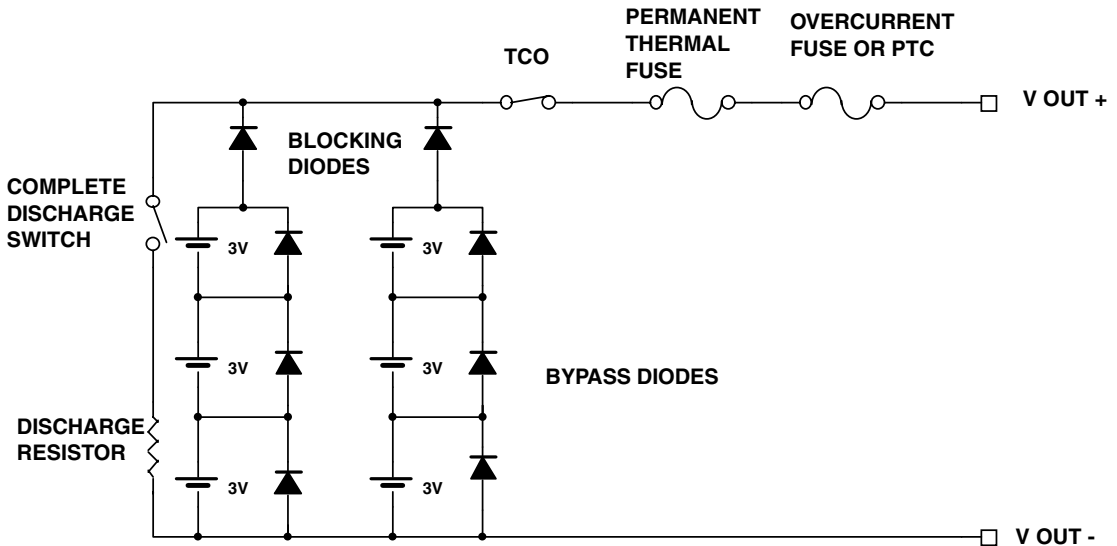 PERMANENT
THERMAL
FUSE
OVERCURRENT
FUSE OR PTC
TCO
V OUT +
BLOCKING
DIODES
COMPLETE
DISCHARGE
SWITCH
3V
3V
3V
3V
BYPASS DIODES
DISCHARGE
RESISTOR
3V
3V
V OUT -